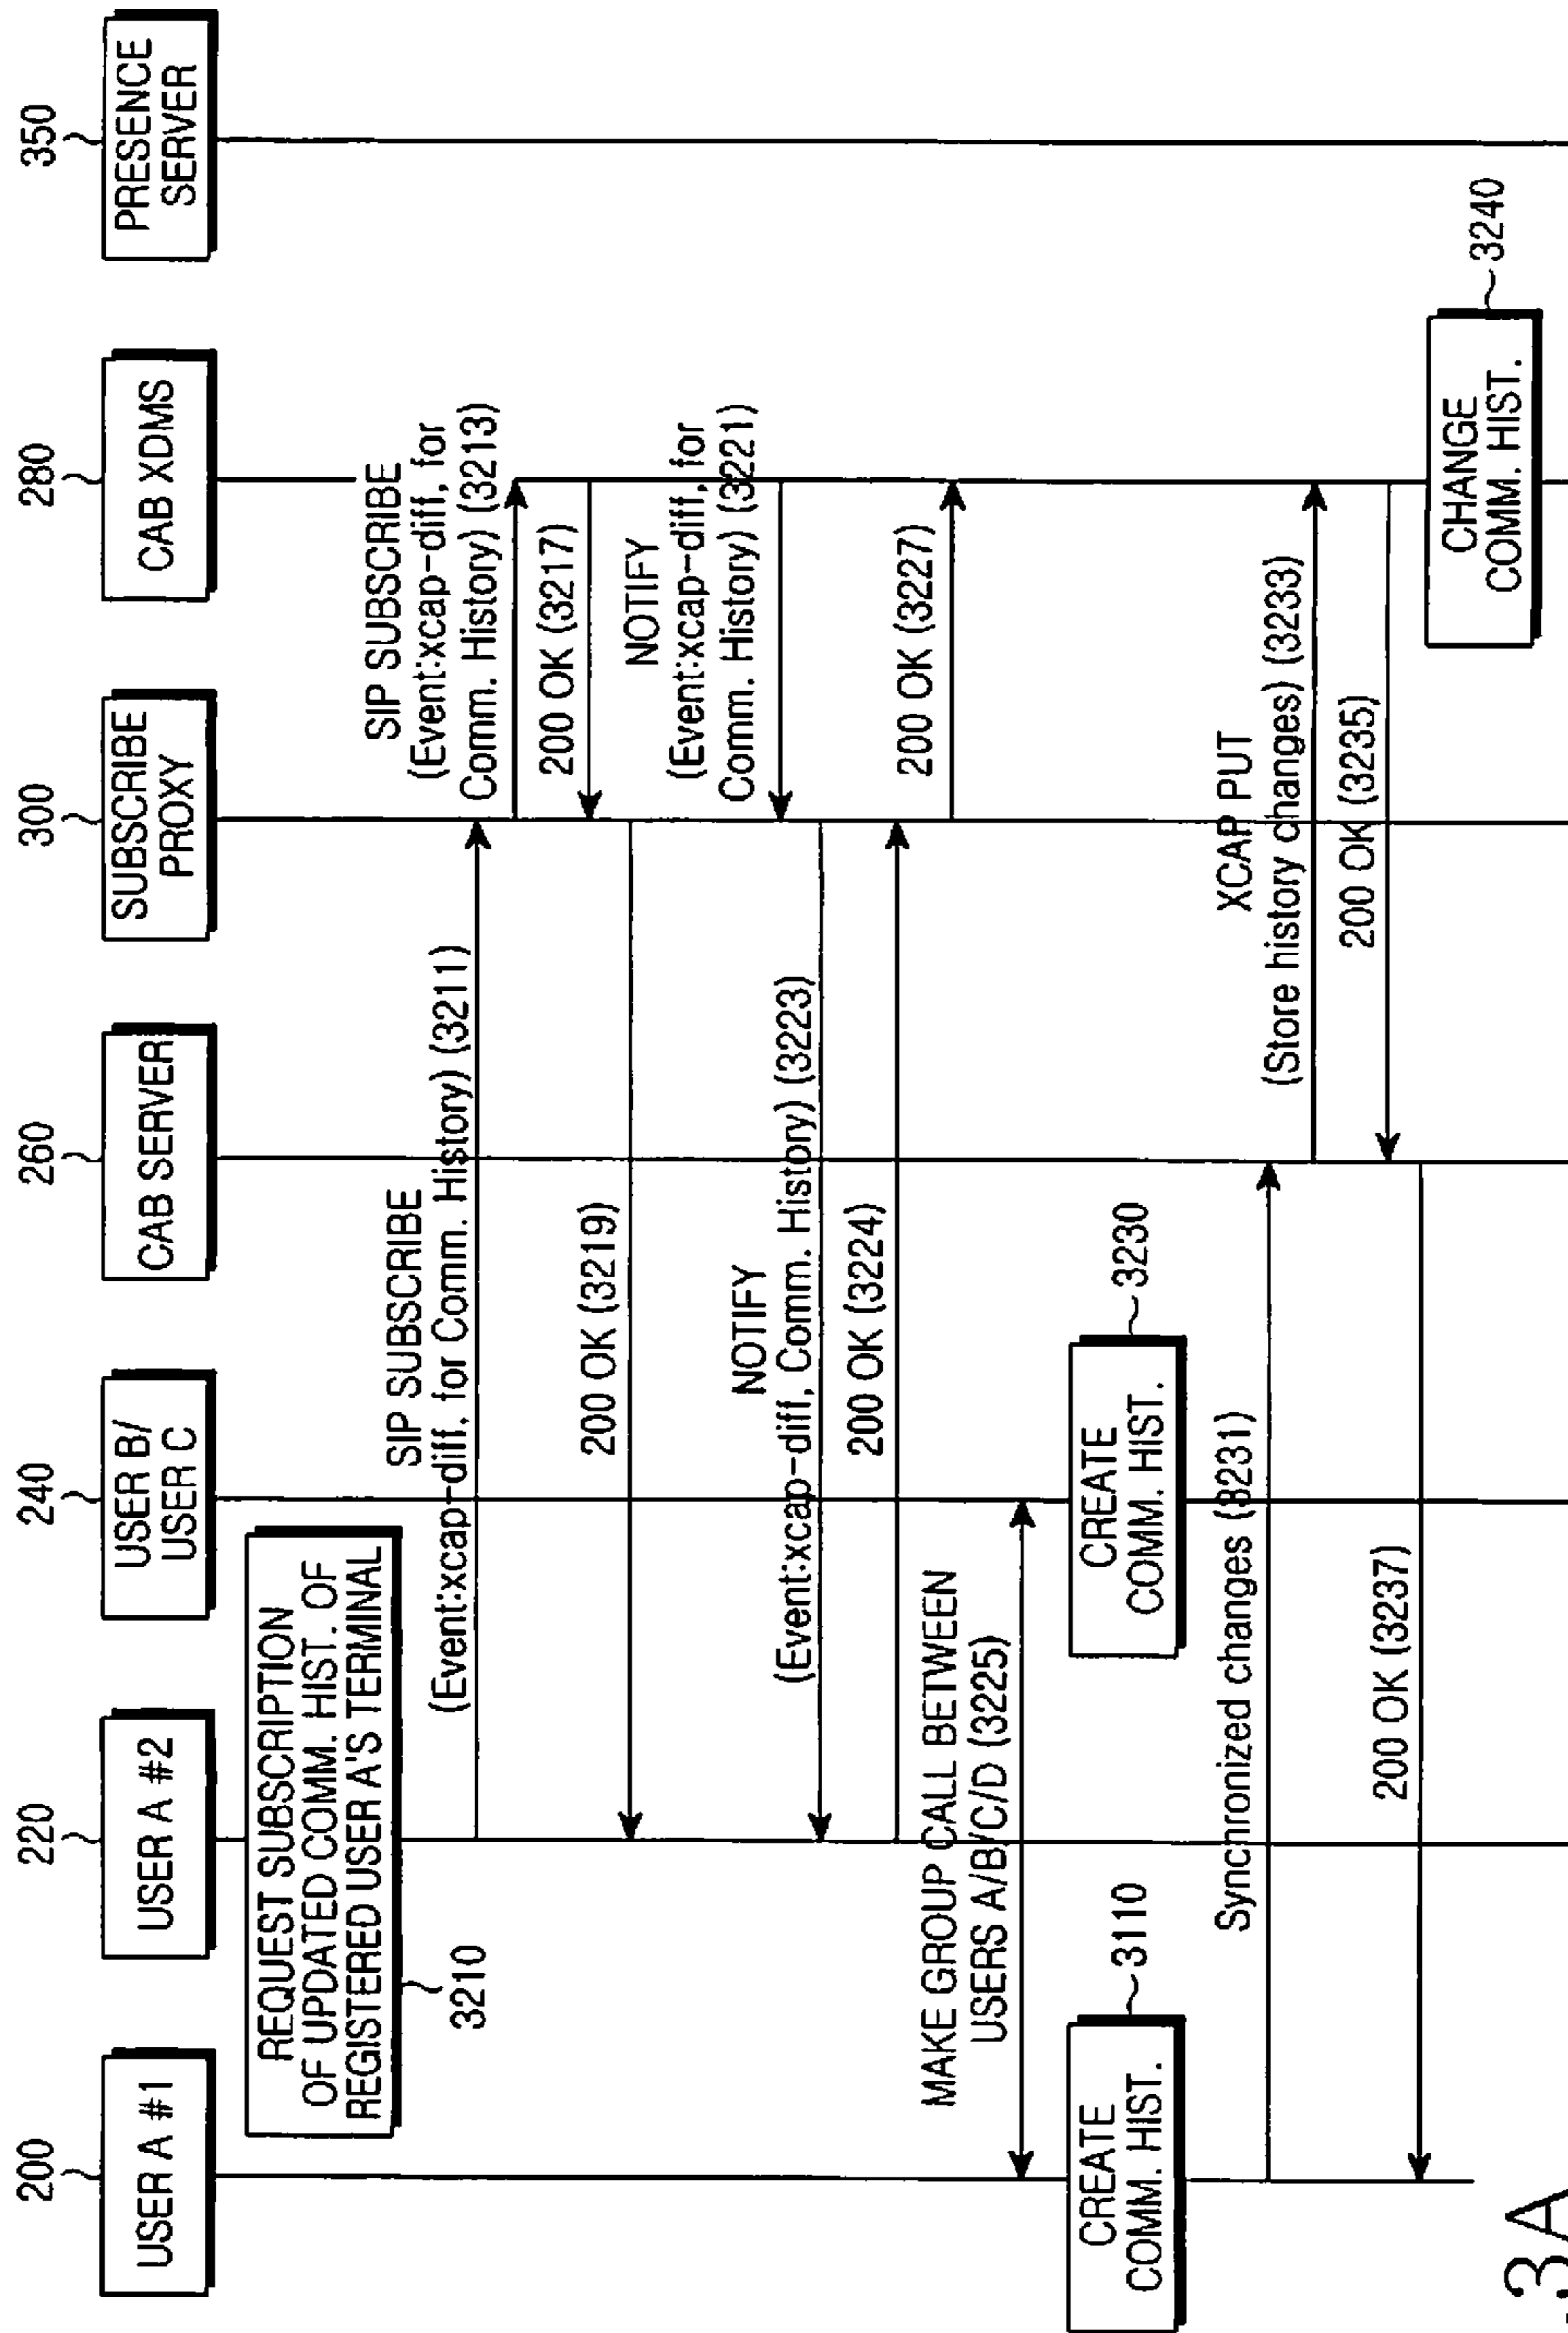 200
USER A #1
220
USER A #2
240
USER B/
USER C
260
CAB SERVER
300
SUBSCRIBE
PROXY
280
CAB XDMS
350
PRESENCE
SERVER
REQUEST SUBSCRIPTION
OF UPDATED COMM. HIST. OF
REGISTERED USER A'S TERMINAL
3210
SIP SUBSCRIBE
(Event:xcap-diff. for Comm. History) (3211)
SIP SUBSCRIBE
(Event:xcap-diff, for
Comm. History) (3213)
200 OK (3217)
200 OK (3219)
NOTIFY
(Event:xcap-diff, for
Comm. History) (3221)
NOTIFY
(Event:xcap-diff, Comm. History) (3223)
200 OK (3224)
200 OK (3227)
MAKE GROUP CALL BETWEEN
USERS A/B/C/D (3225)
CREATE
COMM. HIST.
3110
CREATE
COMM. HIST.
3230
Synchronized changes (3231)
XCAP PUT
(Store history changes) (3233)
200 OK (3235)
200 OK (3237)
CHANGE
COMM. HIST.
3240
.3A